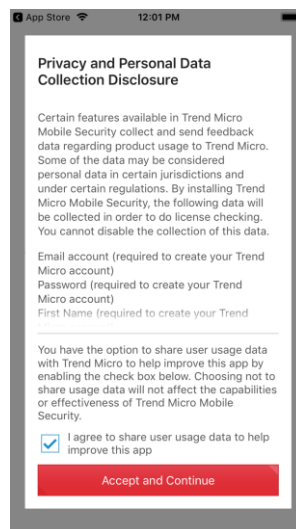 App Store 12:01 PM
Privacy and Personal Data
Collection Disclosure
Certain features available in Trend Micro
Mobile Security collect and send feedback
data regarding product usage to Trend Micro.
Some of the data may be considered
personal data in certain jurisdictions and
under certain regulations. By installing Trend
Micro Mobile Security, the following data will
be collected in order to do license checking.
You cannot disable the collection of this data.
Email account (required to create your Trend
Micro account)
Password (required to create your Trend
Micro account)
First Name (required to create your Trend
You have the option to share user usage data
with Trend Micro to help improve this app by
enabling the check box below. Choosing not to
share usage data will not affect the capabilities
or effectiveness of Trend Micro Mobile
Security.
I agree to share user usage data to help
improve this app
Accept and Continue